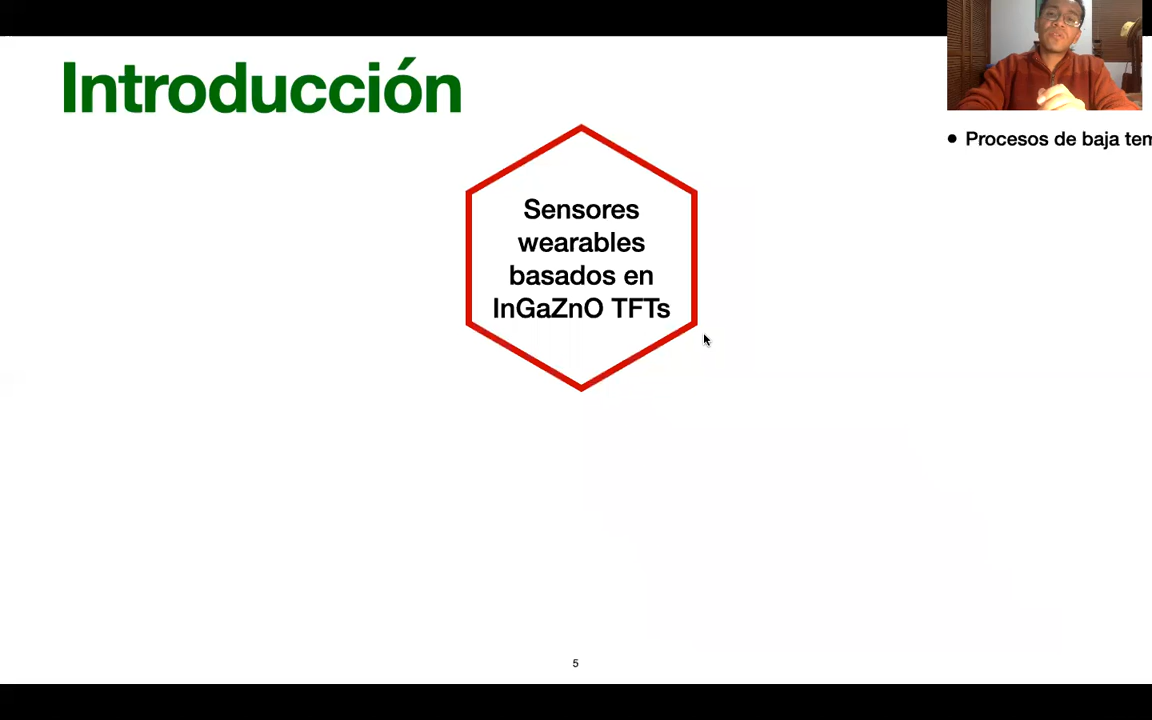 Introducción
• Procesos de baja
Sensores
wearables
basados en
InGaZnO TFTs
5